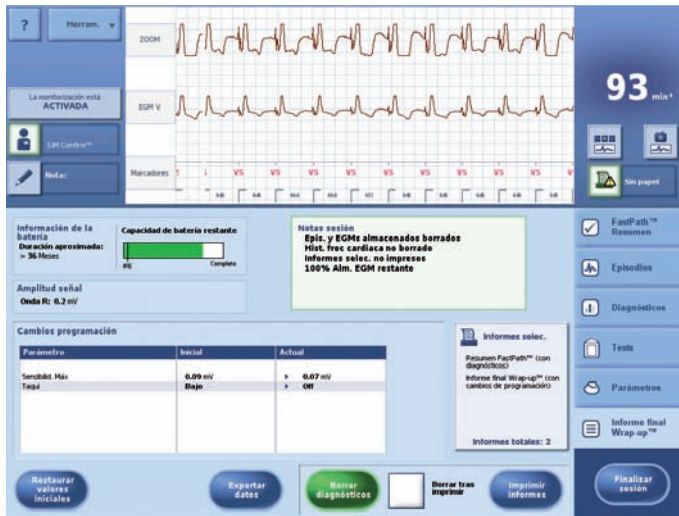 ?
Herram.
ZOOM
93 min⁻¹
La monitorización está
ACTIVADA
EGM V
SJM Confirm™
Nota:
Marcadores
VS VS VS VS VS VS VS VS
Sin papel
Información de la
batería
Duración aproximada:
> 36 Meses
Capacidad de batería restante
Completo
Notas sesión
Epis. y EGMs almacenados borrados
Hist. frec cardiaca no borrado
Informes selec. no impresos
100% Alm. EGM restante
Amplitud señal
Onda R: 0.2 mV
Cambios programación
Parámetro Inicial Actual
Sensibilid. Máx 0.09 mV 0.07 mV
Taqui Bajo Off
Informes selec.
Resumen FastPath™ (con
diagnósticos)
Informe final Wrap-up™ (con
cambios de programación)
Informes totales: 2
FastPath™
Resumen
Episodios
Diagnósticos
Tests
Parámetros
Informe final
Wrap-up™
Restaurar
valores
iniciales
Exportar
datos
Borrar
diagnósticos
Borrar tras
imprimir
Imprimir
informes
Finalizar
sesión